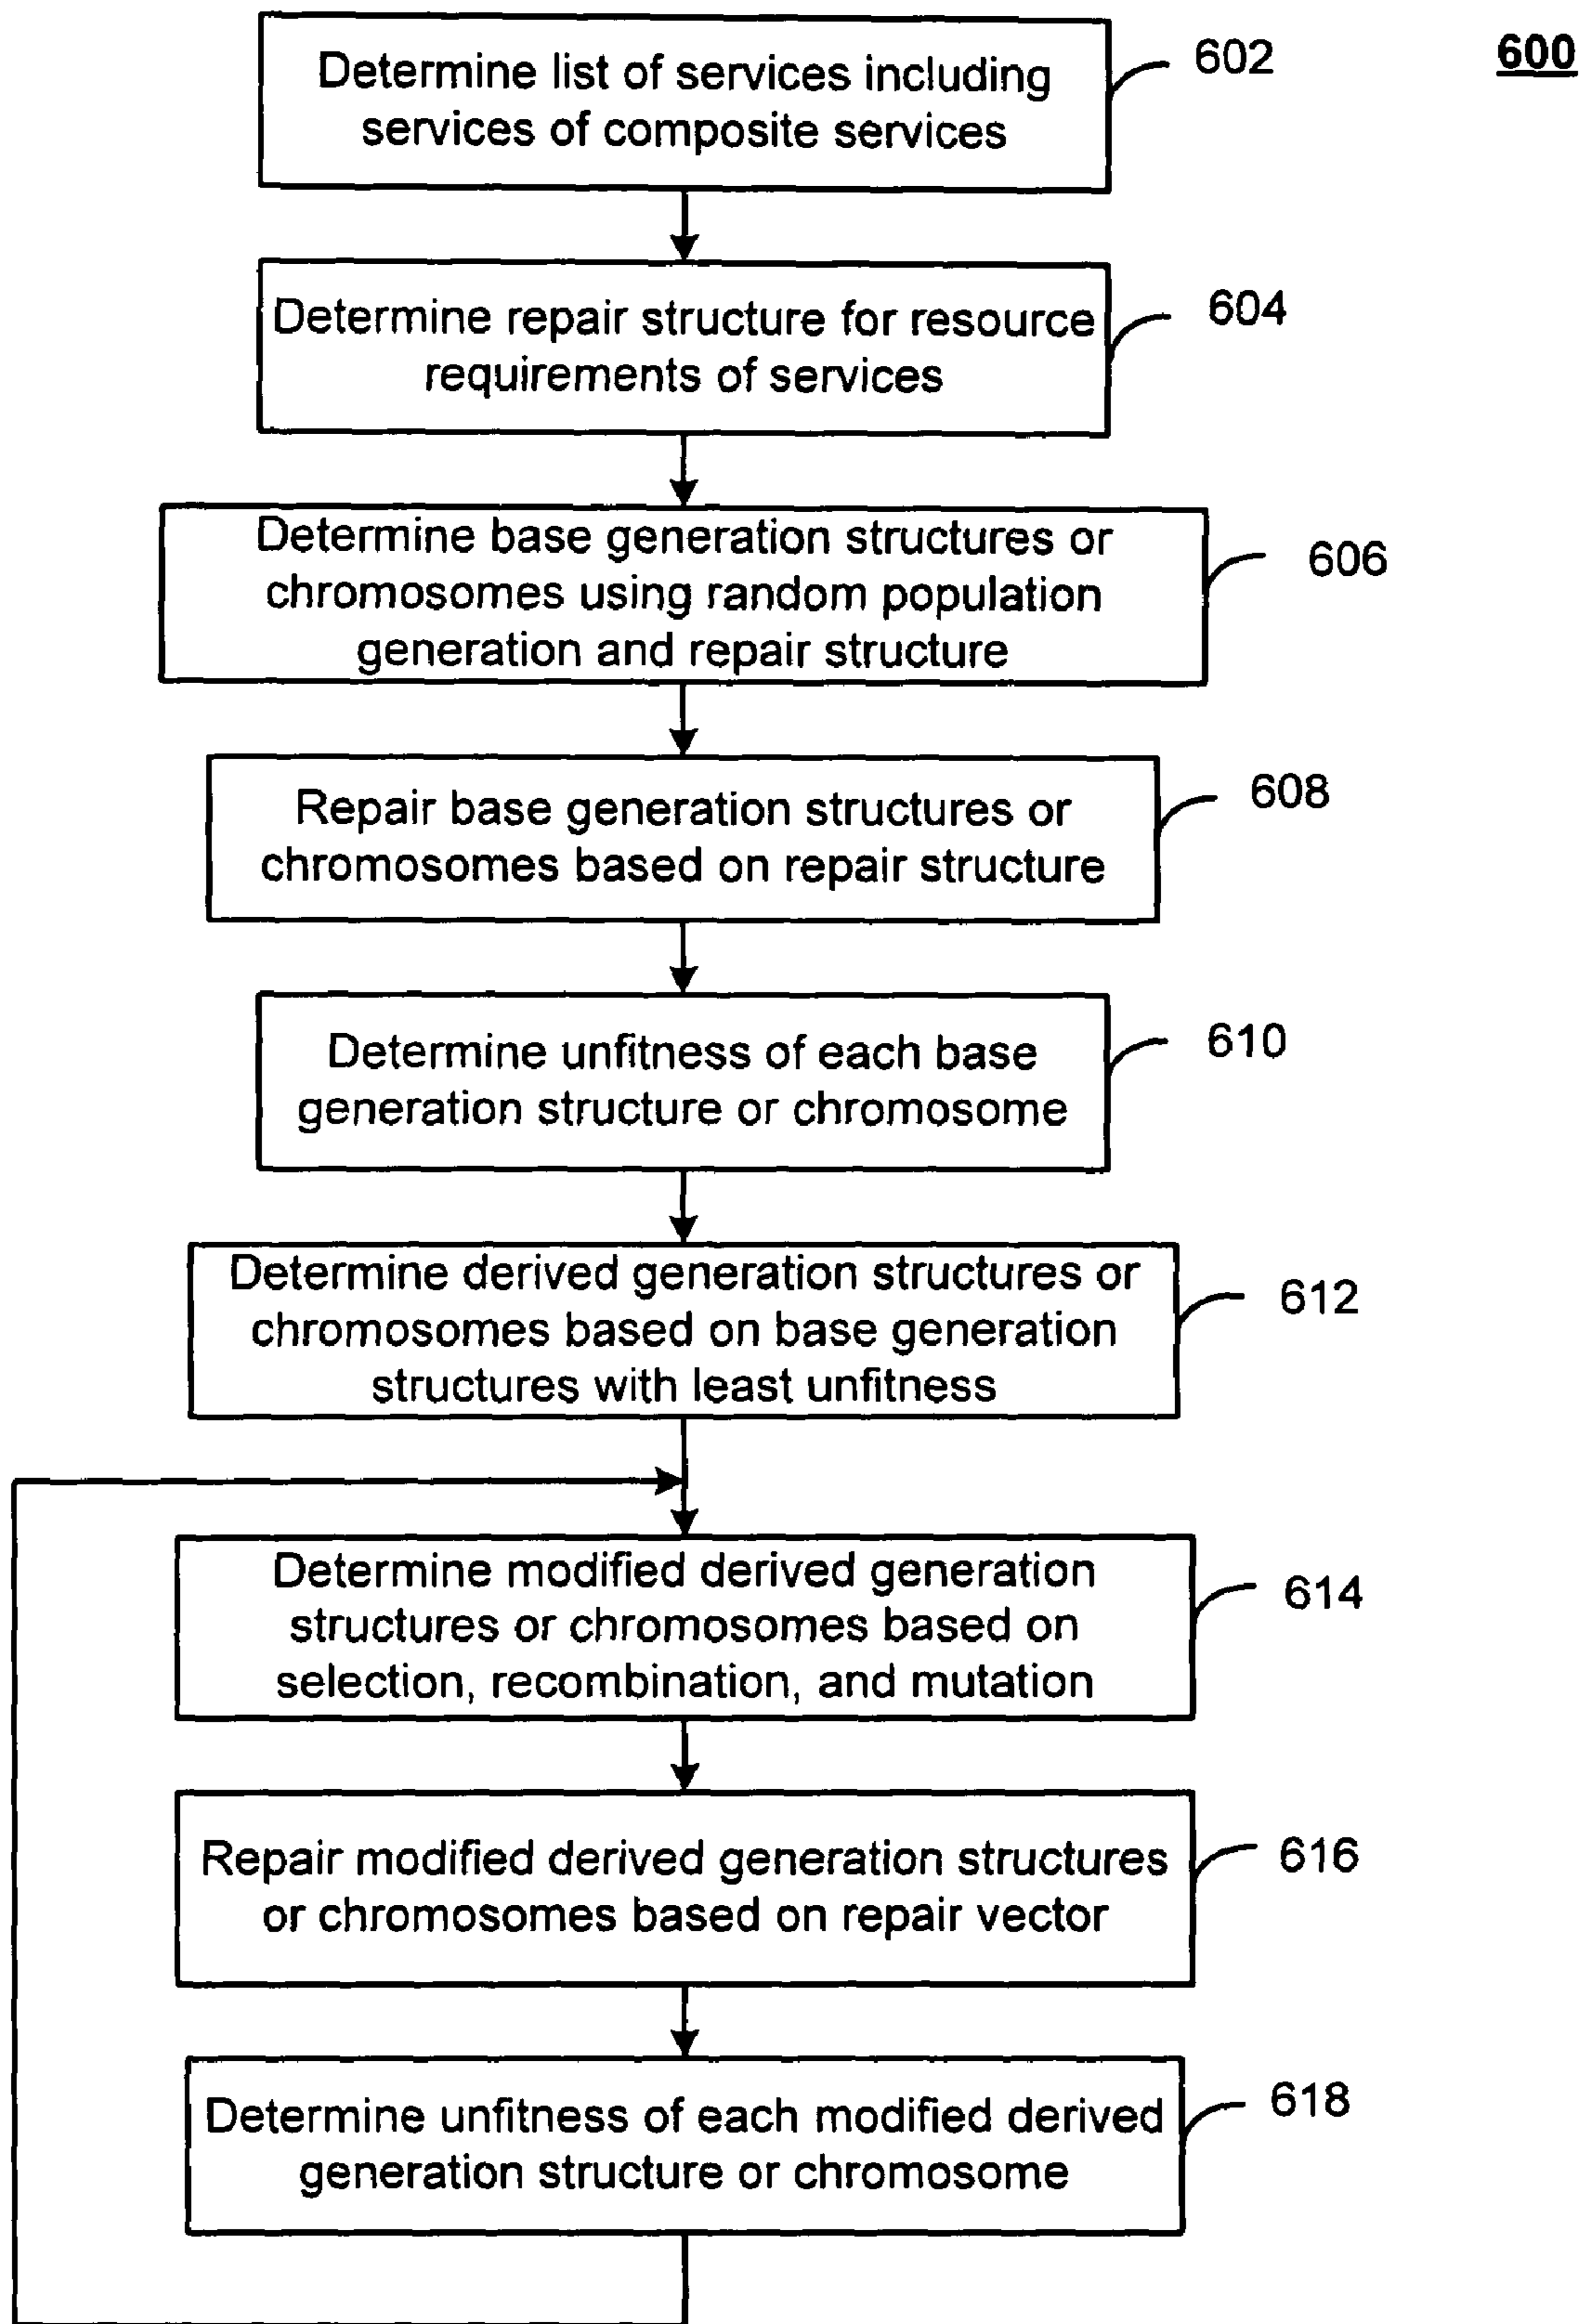 600
Determine list of services including
services of composite services
602
Determine repair structure for resource
requirements of services
604
Determine base generation structures or
chromosomes using random population
generation and repair structure
606
Repair base generation structures or
chromosomes based on repair structure
608
Determine unfitness of each base
generation structure or chromosome
610
Determine derived generation structures or
chromosomes based on base generation
structures with least unfitness
612
Determine modified derived generation
structures or chromosomes based on
selection, recombination, and mutation
614
Repair modified derived generation structures
or chromosomes based on repair vector
616
Determine unfitness of each modified derived
generation structure or chromosome
618